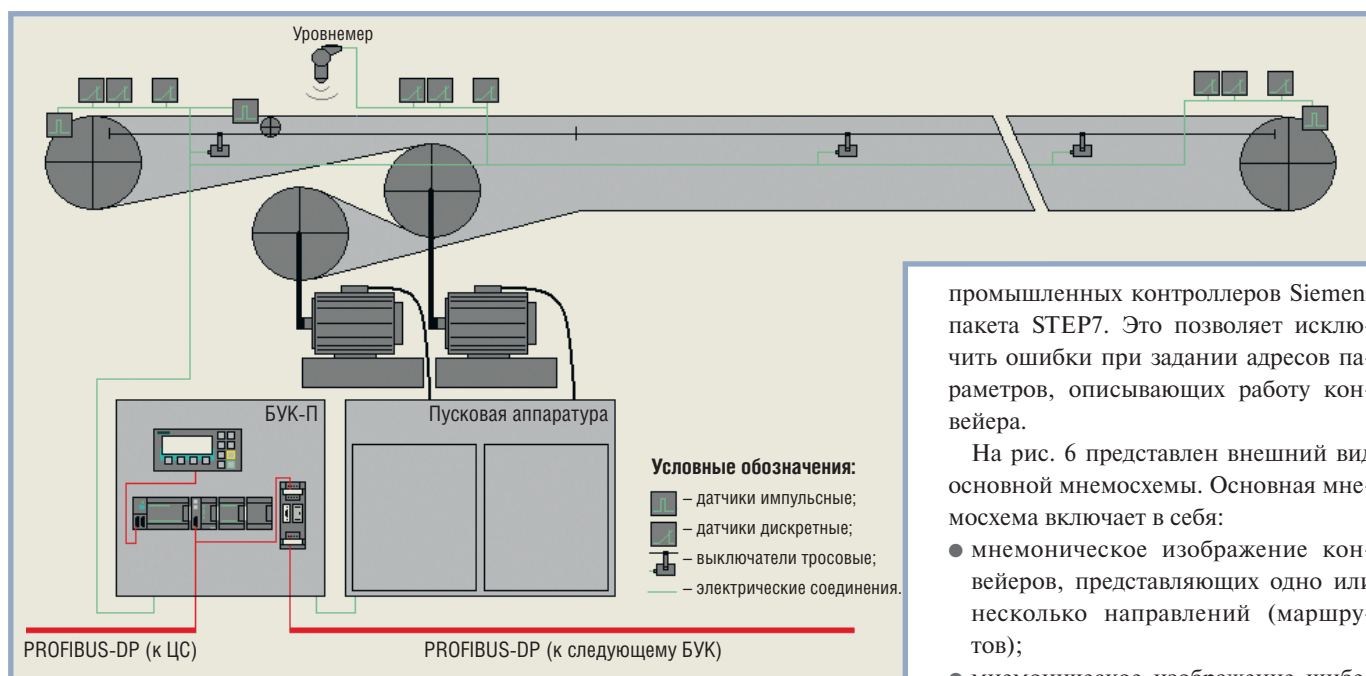 Уровнемер
БУК-П
Пусковая аппаратура
Условные обозначения:
– датчики импульсные;
– датчики дискретные;
– выключатели тросовые;
– электрические соединения.
PROFIBUS-DP (к ЦС)
PROFIBUS-DP (к следующему БУК)
промышленных контроллеров Siemens
пакета STEP7. Это позволяет исклю-
чить ошибки при задании адресов па-
раметров, описывающих работу кон-
вейера.
На рис. 6 представлен внешний вид
основной мнемосхемы. Основная мне-
мосхема включает в себя:
● мнемоническое изображение кон-
вейеров, представляющих одно или
несколько направлений (маршру-
тов);
● мнемоническое изображение